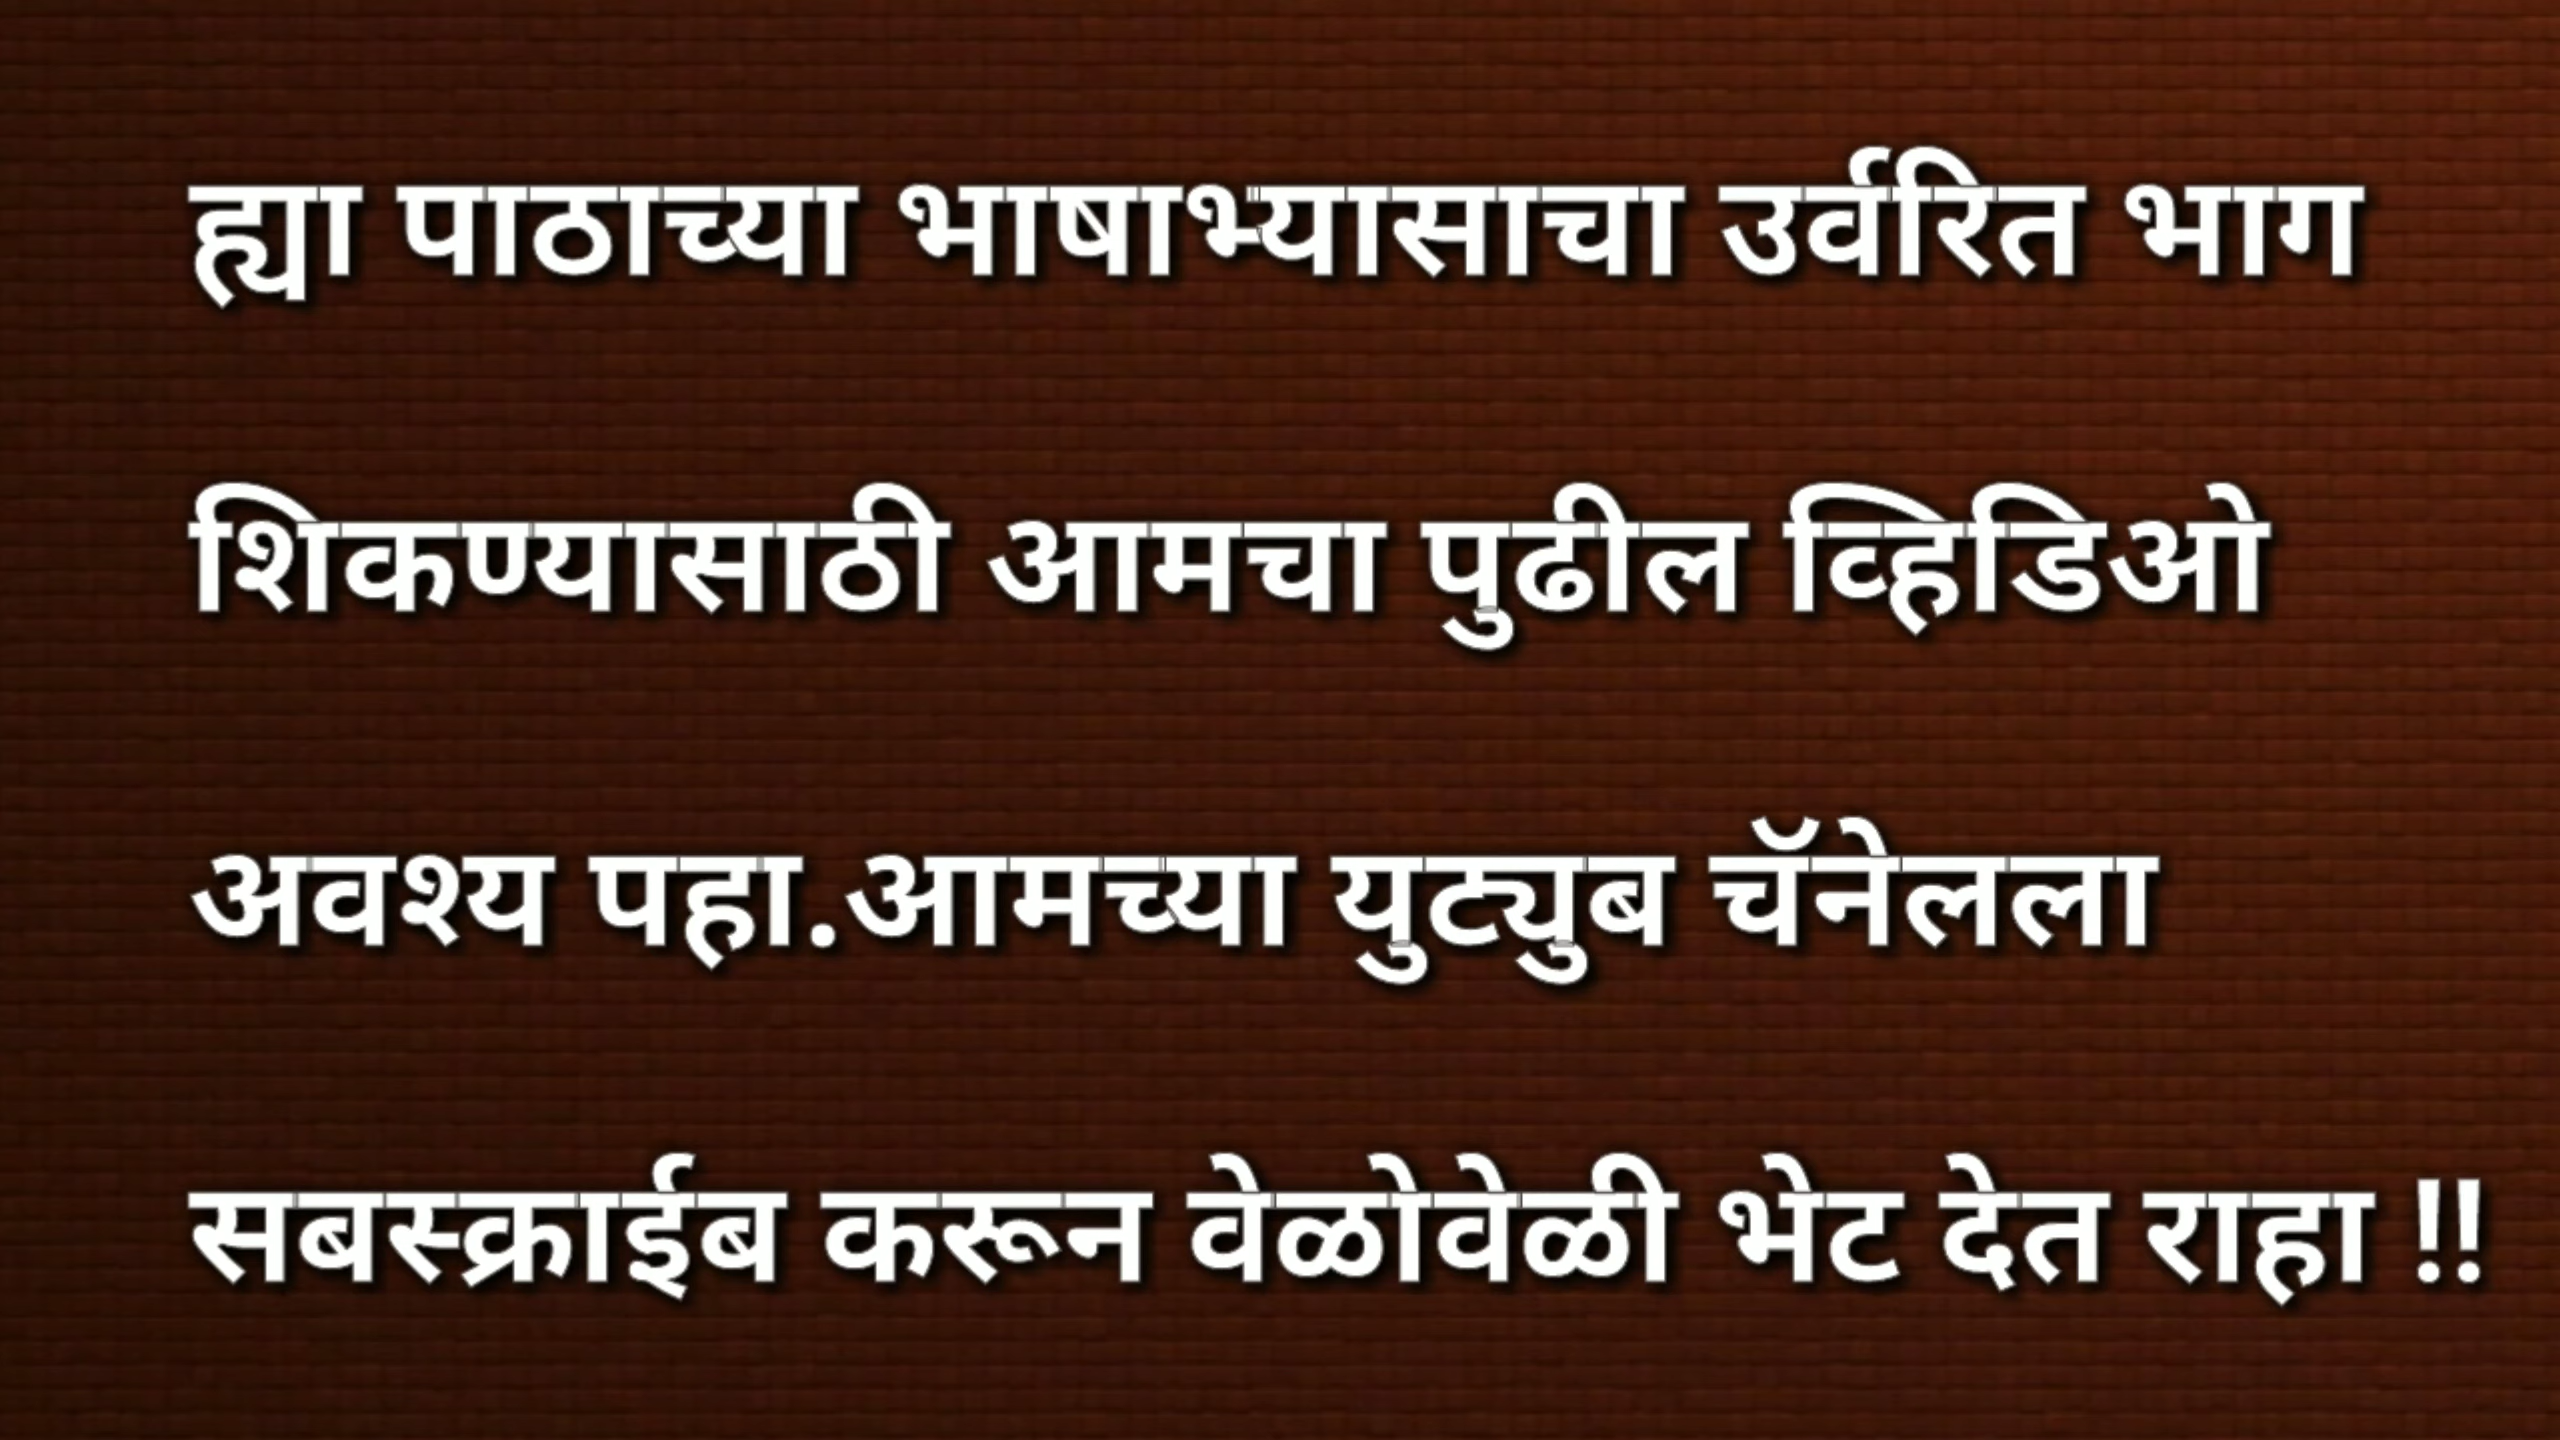 ह्या पाठाच्या भाषाभ्यासाचा उर्वरित भाग
शिकण्यासाठी आमचा पुढील व्हिडिओ
अवश्य पहा.आमच्या युट्युब चॅनेलला
सबस्क्राईब करून वेळोवेळी भेट देत राहा !!